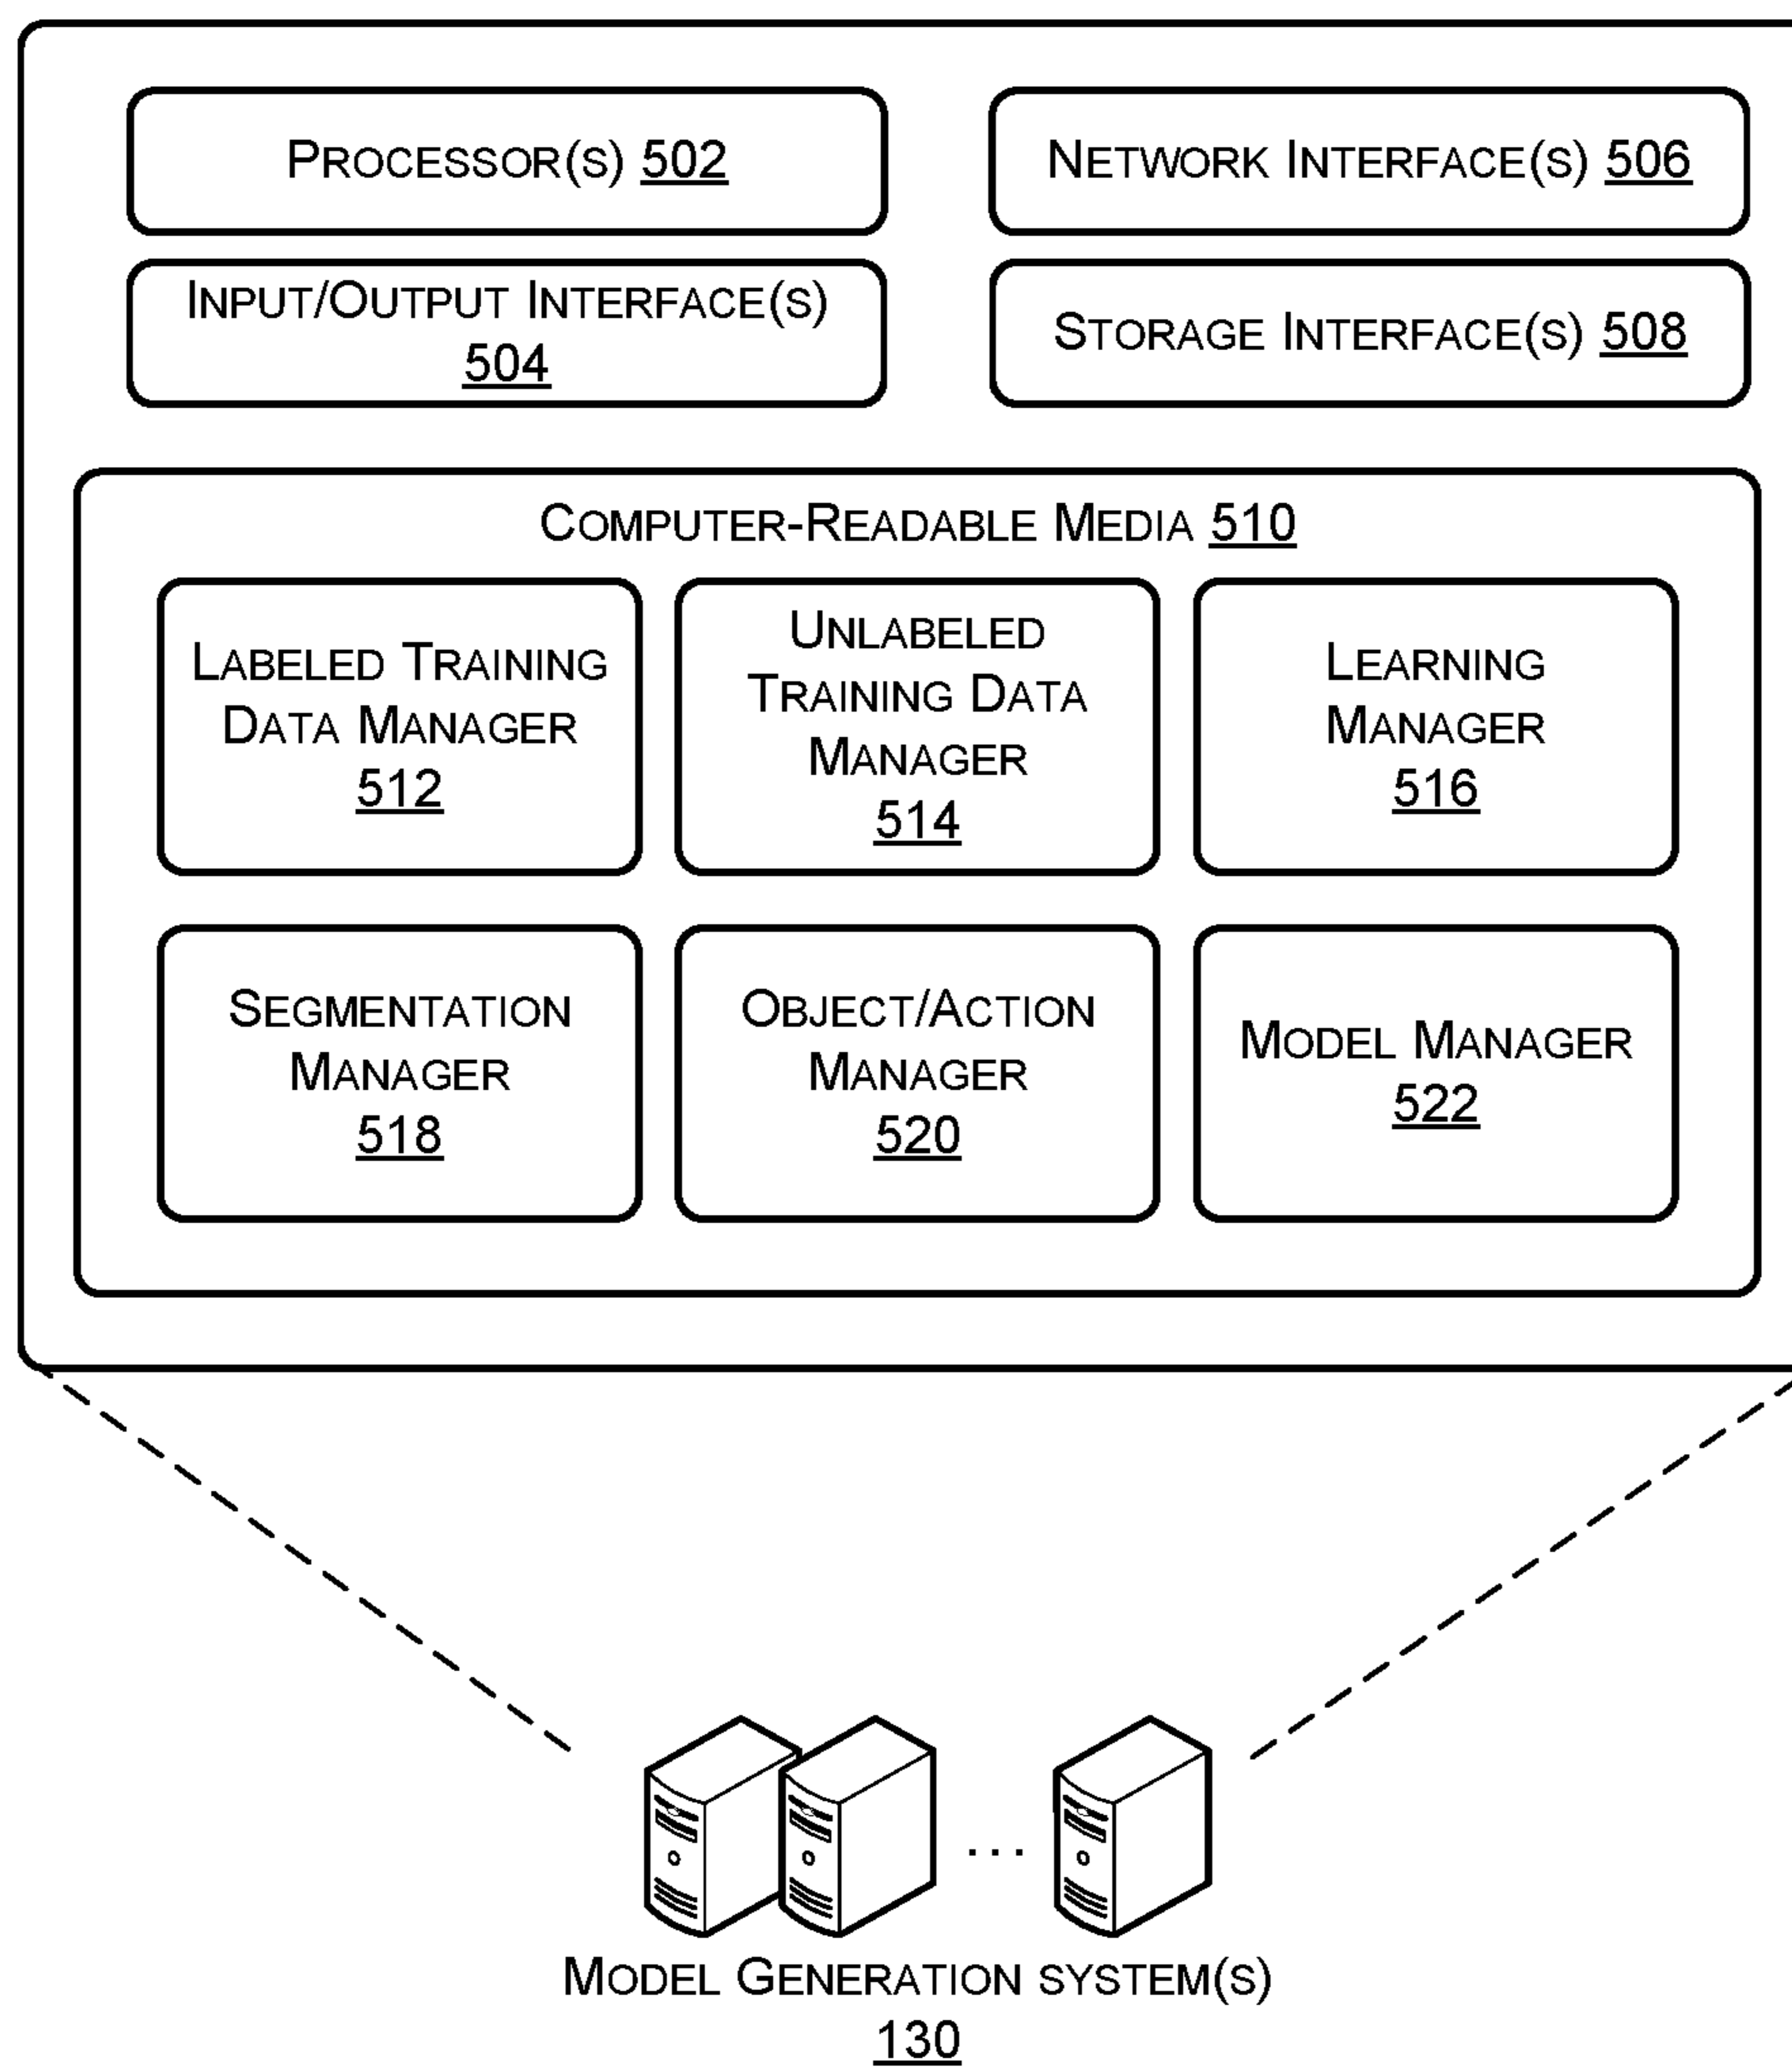 PROCESSOR(S) 502
NETWORK INTERFACE(S) 506
INPUT/OUTPUT INTERFACE(S)
504
STORAGE INTERFACE(S) 508
COMPUTER-READABLE MEDIA 510
LABELED TRAINING
DATA MANAGER
512
UNLABELED
TRAINING DATA
MANAGER
514
LEARNING
MANAGER
516
SEGMENTATION
MANAGER
518
OBJECT/ACTION
MANAGER
520
MODEL MANAGER
522
...
MODEL GENERATION SYSTEM(S)
130